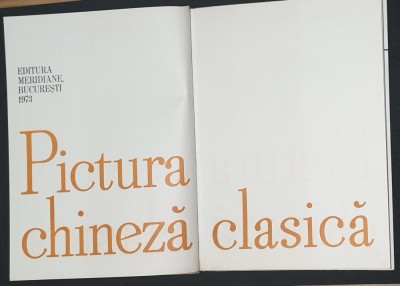 EDITURA
MERIDIANE,
BUCUREȘTI
1973
Pictura
chineză clasică